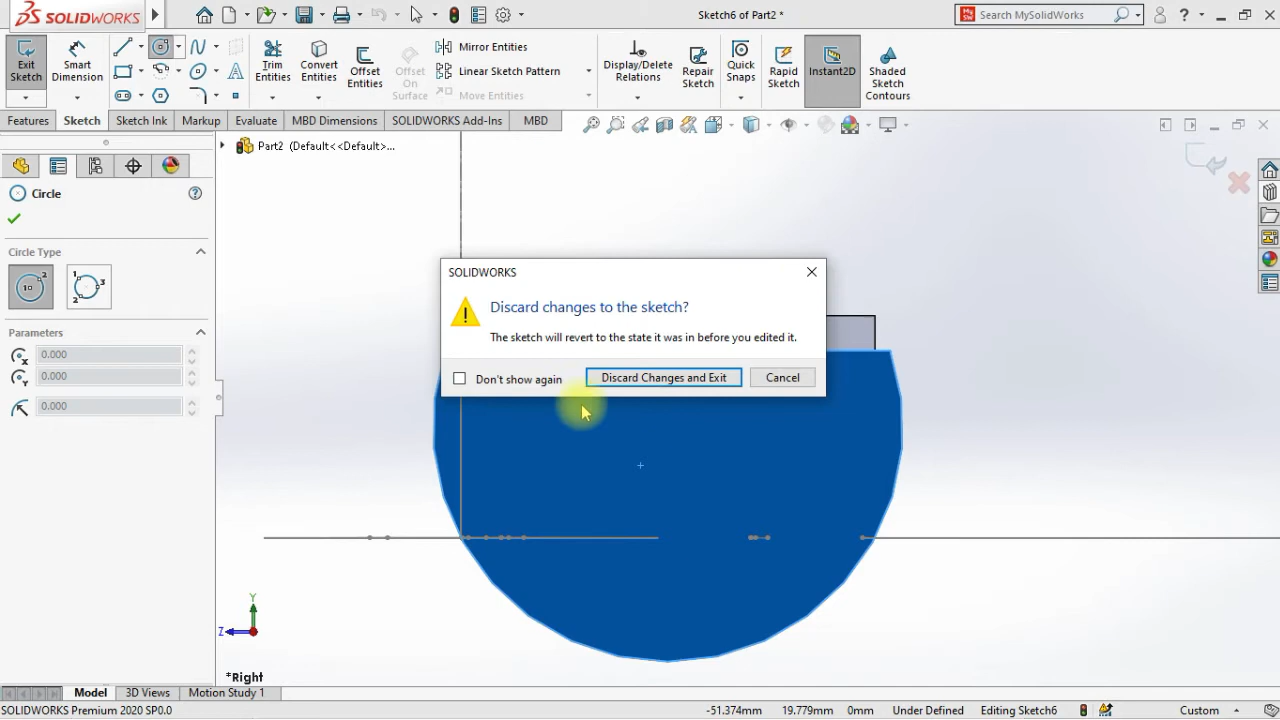 SOLIDWORKS
Sketch6 of Part2 *
Search MySolidWorks
?
Exit Sketch
Smart Dimension
Trim Entities
Convert Entities
Offset Entities
Offset On Surface
Mirror Entities
Linear Sketch Pattern
Move Entities
Display/Delete Relations
Repair Sketch
Quick Snaps
Rapid Sketch
Instant2D
Shaded Sketch Contours
Features
Sketch
Sketch Ink
Markup
Evaluate
MBD Dimensions
SOLIDWORKS Add-Ins
MBD
Part2 (Default<<Default>...
Circle
Circle Type
Parameters
0.000
0.000
0.000
SOLIDWORKS
Discard changes to the sketch?
The sketch will revert to the state it was in before you edited it.
Don't show again
Discard Changes and Exit
Cancel
Y
Z
*Right
Model
3D Views
Motion Study 1
SOLIDWORKS Premium 2020 SP0.0
-51.374mm
19.779mm
0mm
Under Defined
Editing Sketch6
Custom